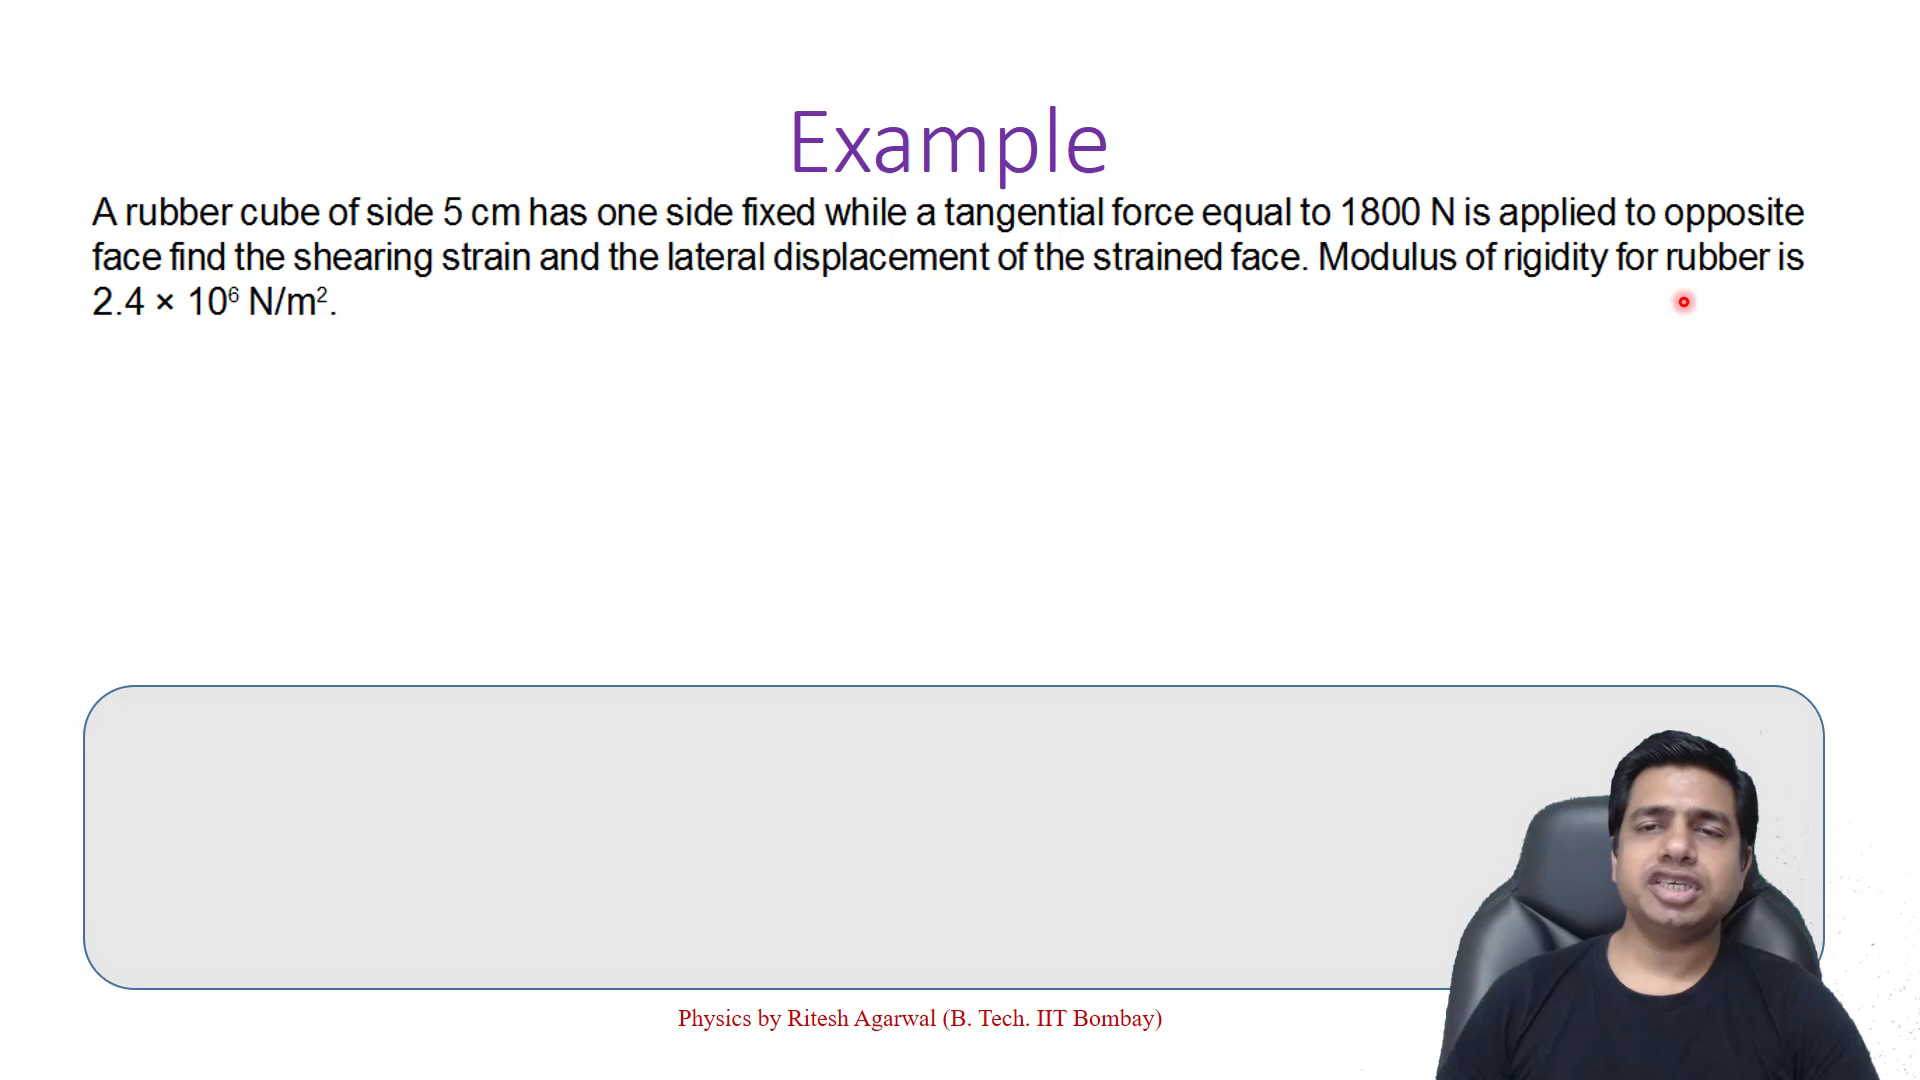 Example
A rubber cube of side 5 cm has one side fixed while a tangential force equal to 1800 N is applied to opposite
face find the shearing strain and the lateral displacement of the strained face. Modulus of rigidity for rubber is
2.4 × 10⁶ N/m².
Physics by Ritesh Agarwal (B. Tech. IIT Bombay)